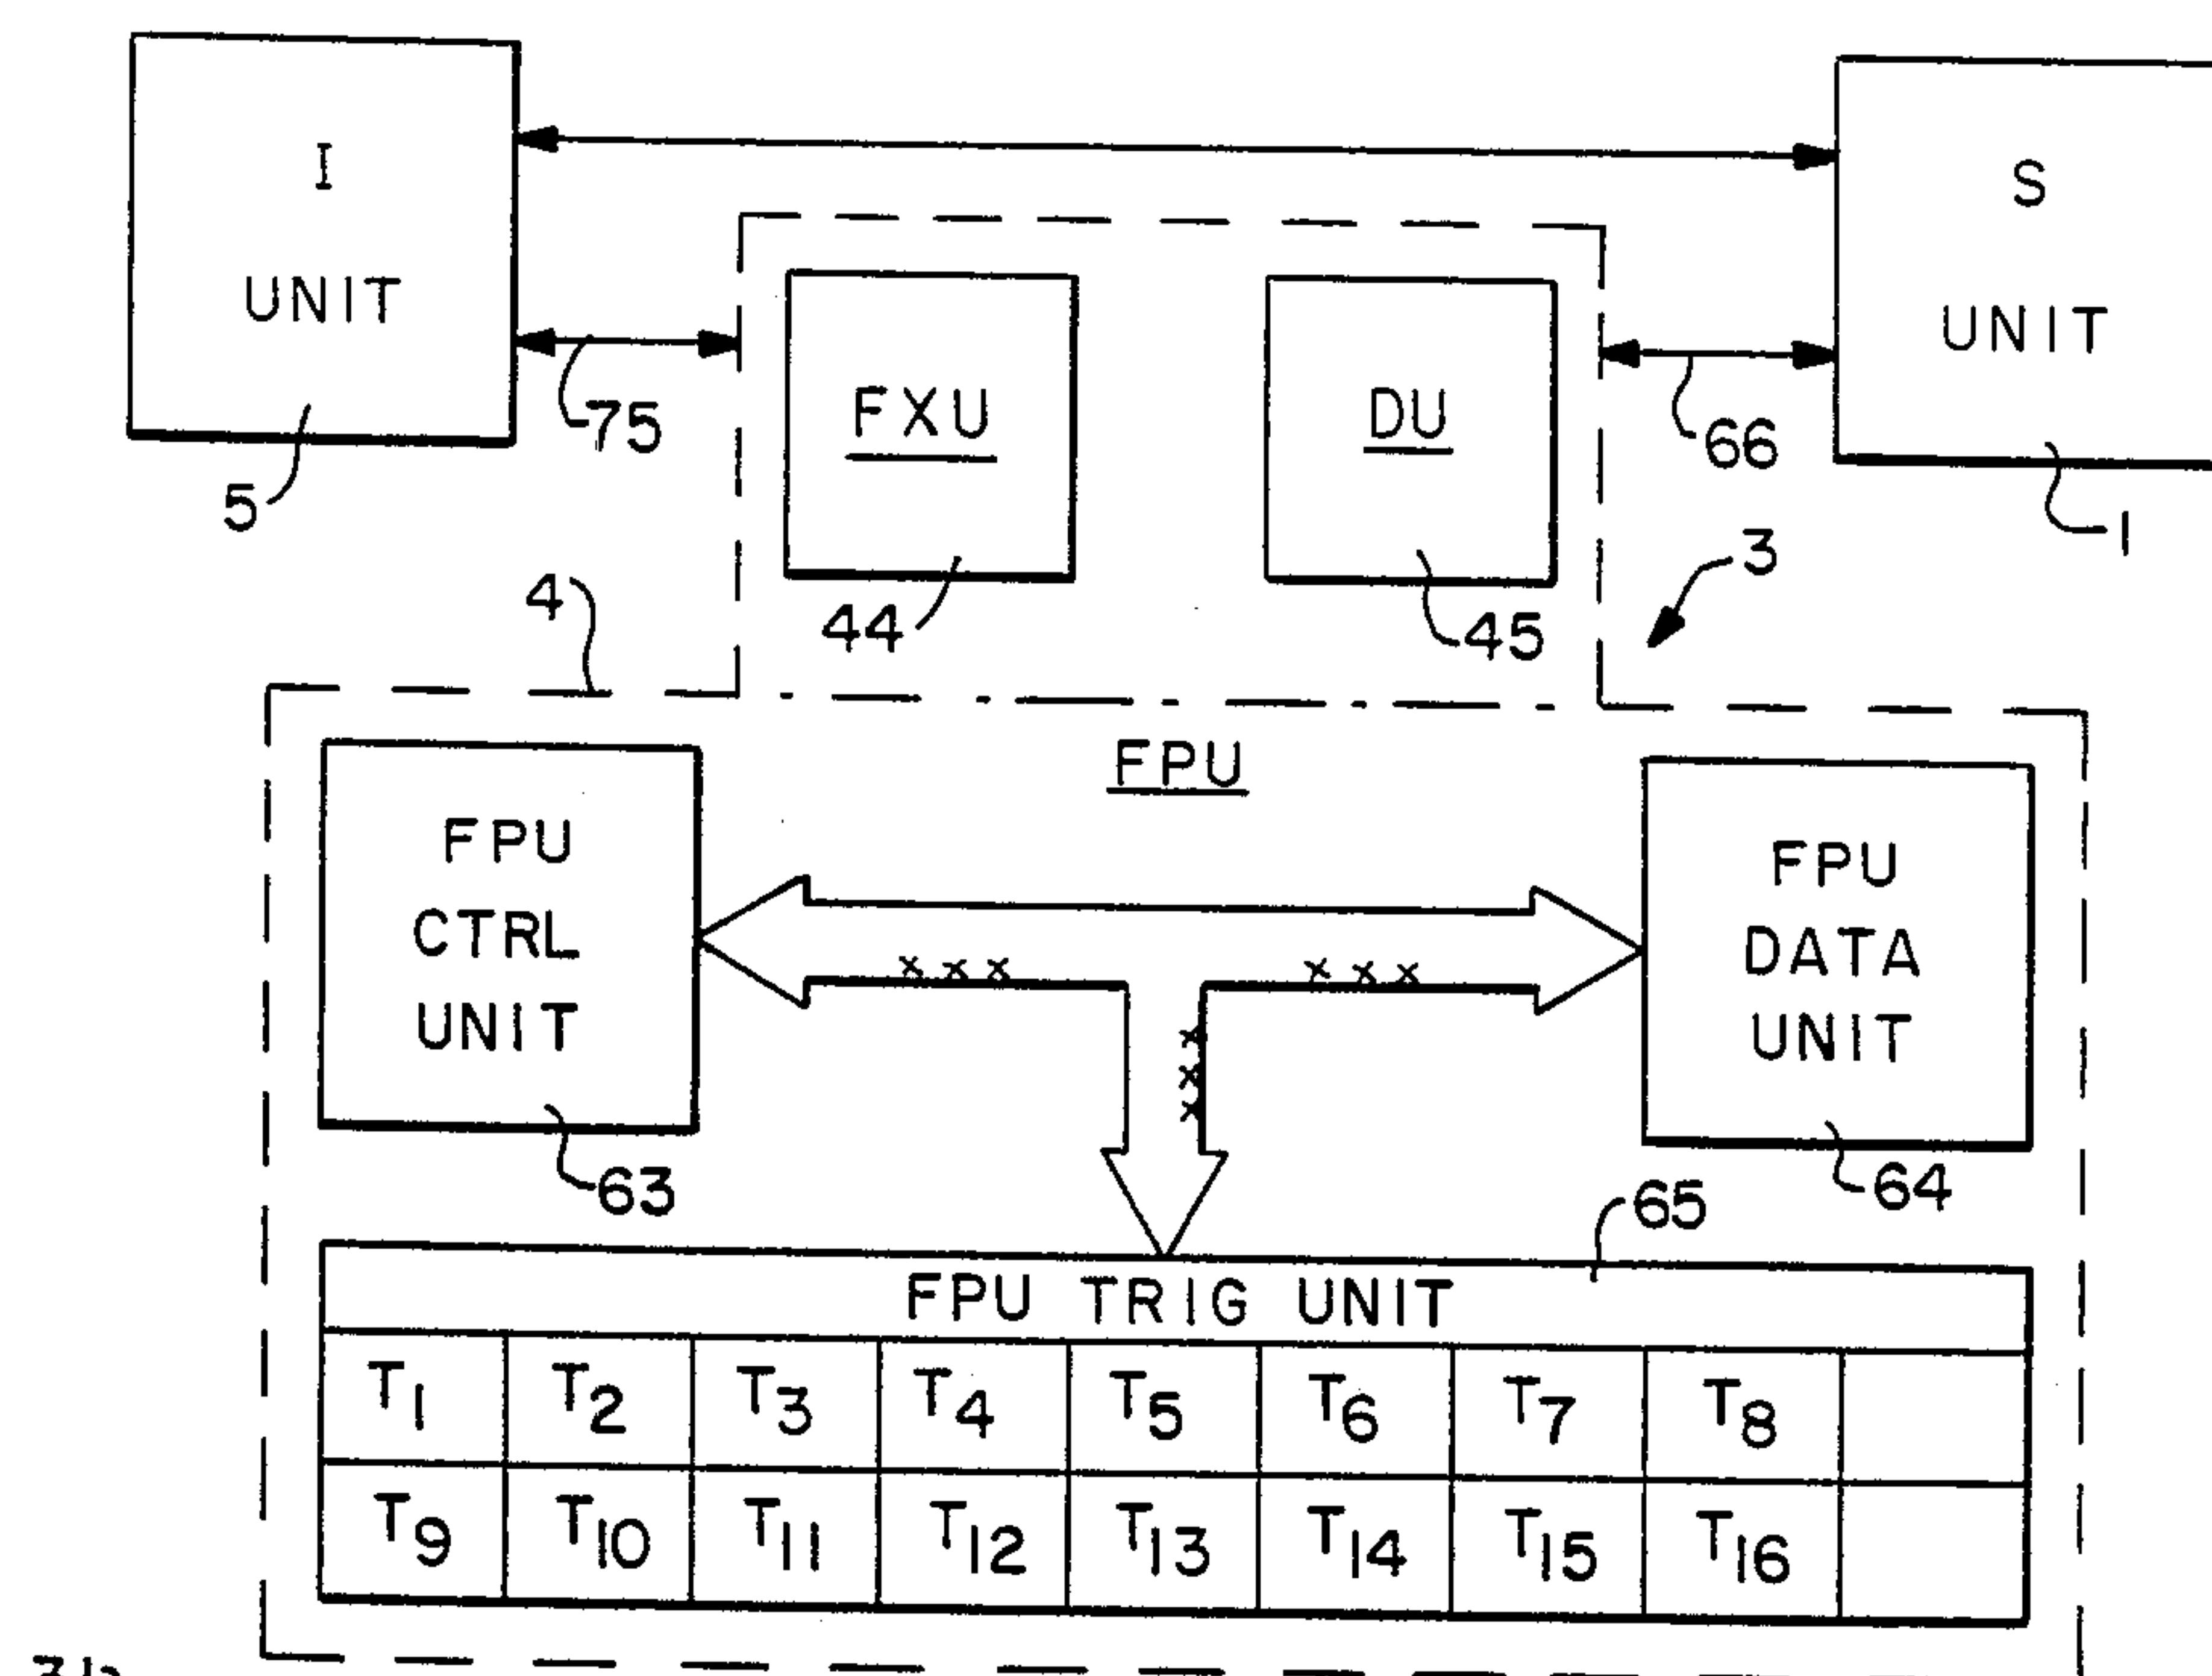 I
UNIT
S
UNIT
FXU
DU
75
66
5
1
3
4
44
45
FPU
FPU
CTRL
UNIT
FPU
DATA
UNIT
x x x
x x x
x
x
x
63
64
65
FPU TRIG UNIT
T1 T2 T3 T4 T5 T6 T7 T8
T9 T10 T11 T12 T13 T14 T15 T16